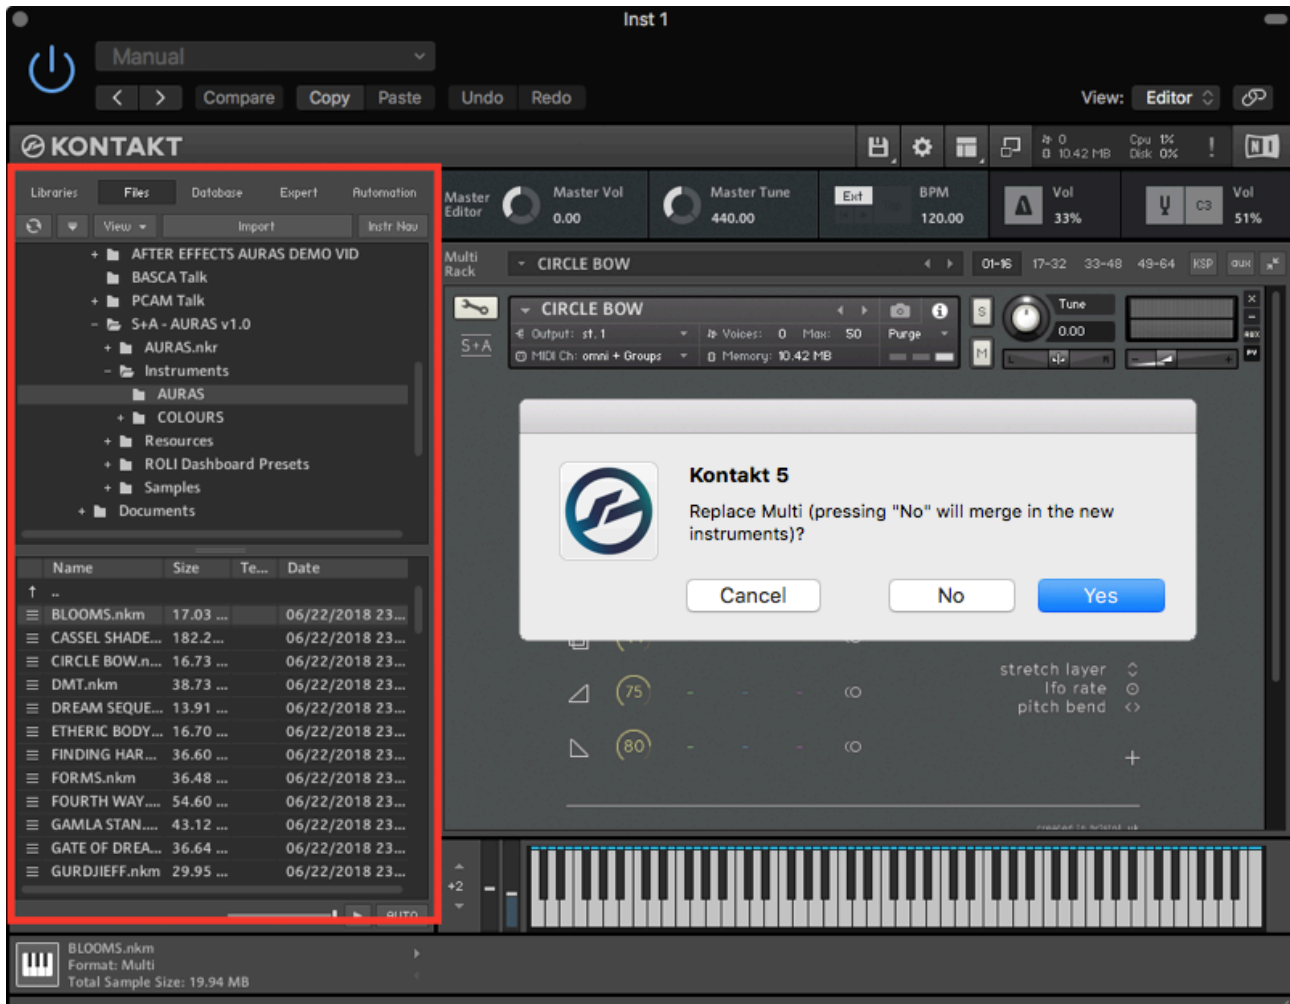 Inst 1
Manual
Compare Copy Paste Undo Redo View: Editor
KONTAKT
0 Cpu 1%
10.42 MB Disk 0%
Libraries Files Database Expert Automation
View Import Instr Nav
AFTER EFFECTS AURAS DEMO VID
BASCA Talk
+ PCAM Talk
- S+A - AURAS v1.0
+ AURAS.nkr
- Instruments
AURAS
+ COLOURS
+ Resources
+ ROLI Dashboard Presets
+ Samples
+ Documents
Name Size Te... Date
..
BLOOMS.nkm 17.03 ... 06/22/2018 23...
CASSEL SHADE... 182.2... 06/22/2018 23...
CIRCLE BOW.n... 16.73 ... 06/22/2018 23...
DMT.nkm 38.73 ... 06/22/2018 23...
DREAM SEQUE... 13.91 ... 06/22/2018 23...
ETHERIC BODY... 16.70 ... 06/22/2018 23...
FINDING HAR... 36.60 ... 06/22/2018 23...
FORMS.nkm 36.48 ... 06/22/2018 23...
FOURTH WAY.... 54.60 ... 06/22/2018 23...
GAMLA STAN.... 43.12 ... 06/22/2018 23...
GATE OF DREA... 36.64 ... 06/22/2018 23...
GURDJIEFF.nkm 29.95 ... 06/22/2018 23...
AUTO
BLOOMS.nkm
Format: Multi
Total Sample Size: 19.94 MB
Master Editor
Master Vol
0.00
Master Tune
440.00
Ext
BPM
120.00
Vol
33%
C3
Vol
51%
Multi Rack
CIRCLE BOW 01-16 17-32 33-48 49-64 KSP aux
S+A
CIRCLE BOW
Output: st. 1 Voices: 0 Max: 50 Purge
MIDI Ch: omni + Groups Memory: 10.42 MB
S
M
Tune
0.00
L R
- +
AUX
PV
Kontakt 5
Replace Multi (pressing "No" will merge in the new
instruments)?
Cancel No Yes
stretch layer
lfo rate
pitch bend
75
80
+
created in bristol, uk
+2